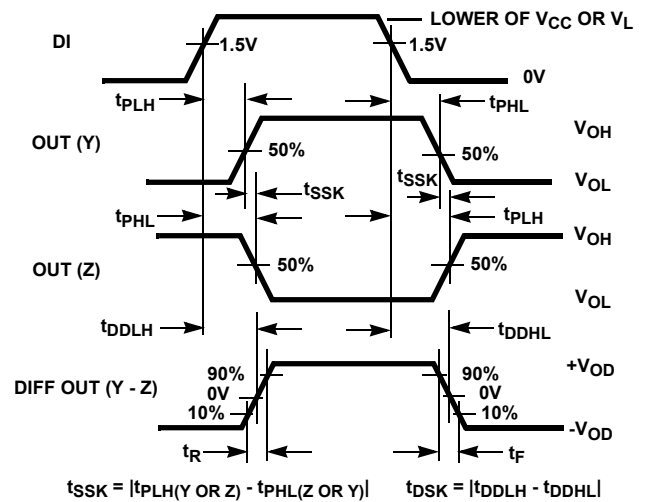 LOWER OF VCC OR VL
DI
1.5V
1.5V
0V
tPLH
tPHL
OUT (Y)
50%
50%
VOH
tSSK
tSSK
VOL
tPHL
tPLH
VOH
OUT (Z)
50%
50%
VOL
tDDLH
tDDHL
+VOD
90%
90%
DIFF OUT (Y - Z)
0V
0V
10%
10%
-VOD
tR
tF
tSSK = |tPLH(Y OR Z) - tPHL(Z OR Y)|
tDSK = |tDDLH - tDDHL|